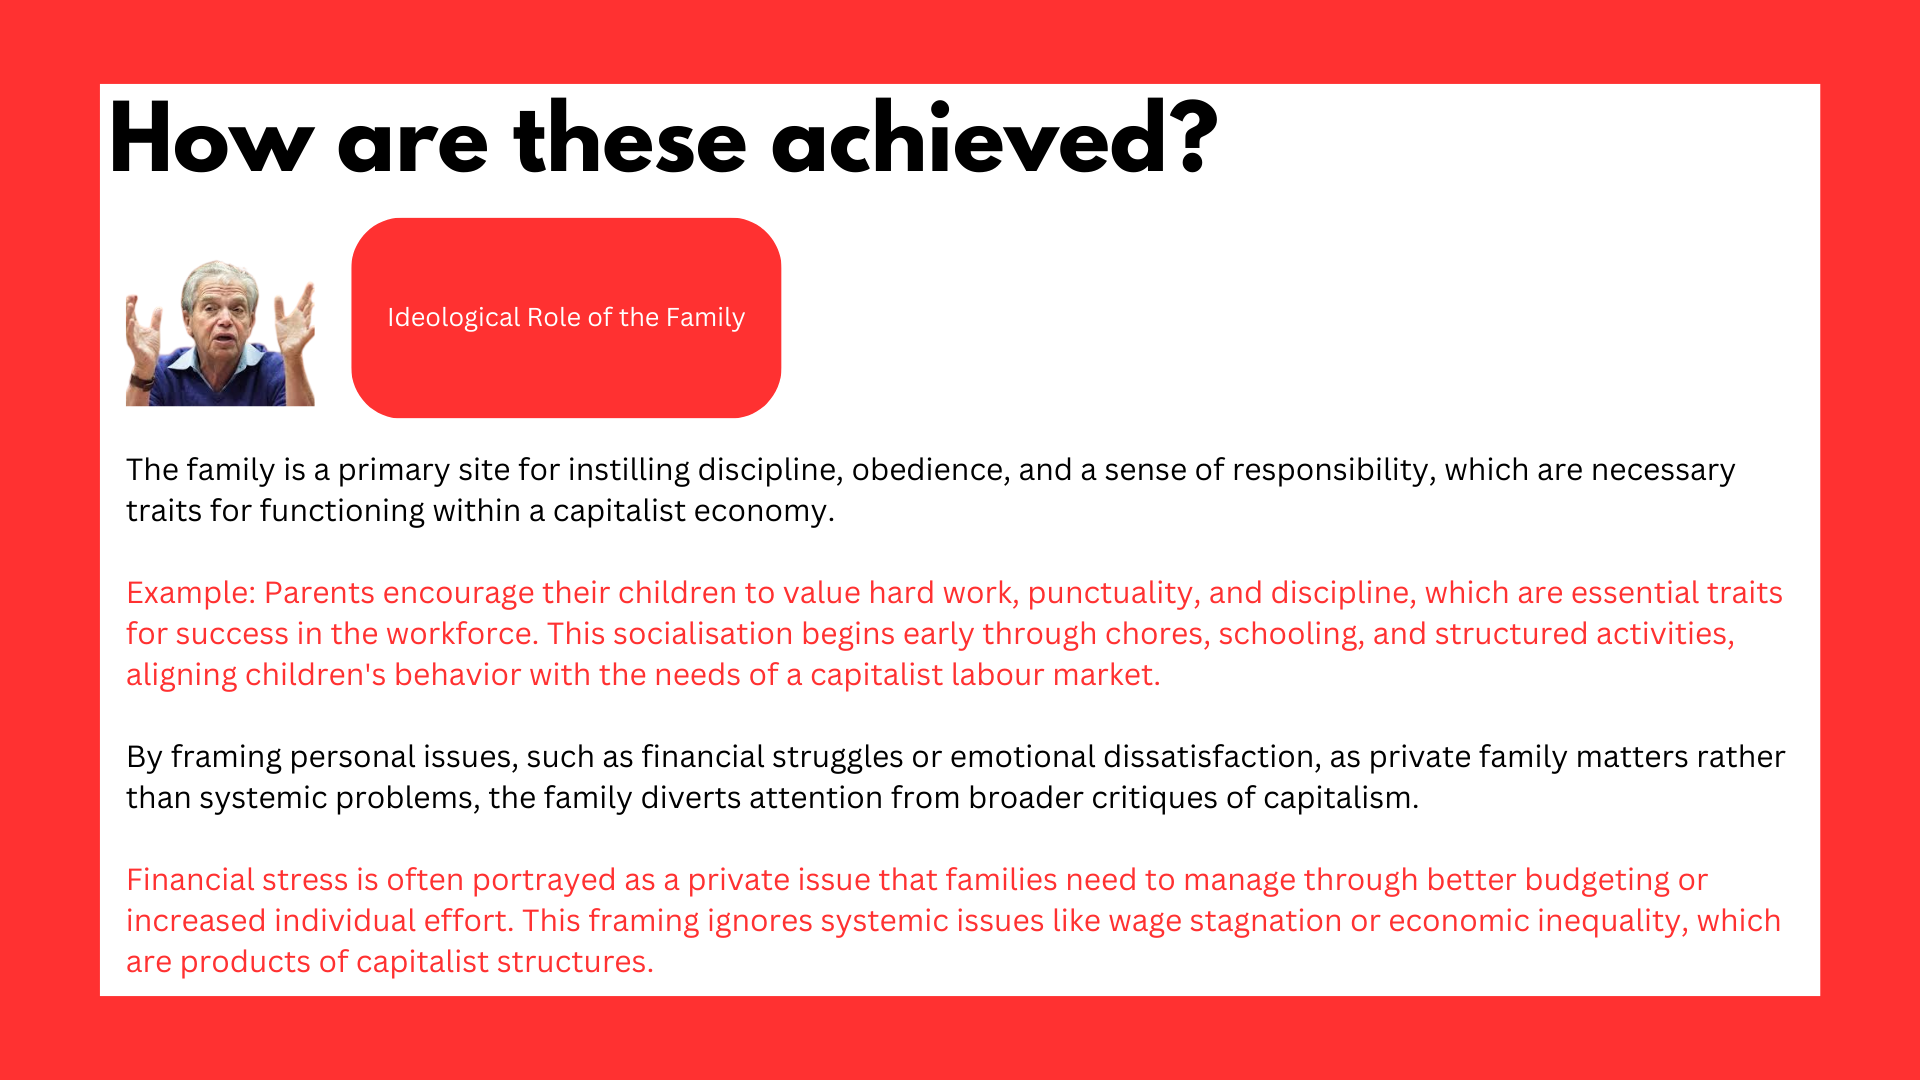 How are these achieved?
Ideological Role of the Family
The family is a primary site for instilling discipline, obedience, and a sense of responsibility, which are necessary
traits for functioning within a capitalist economy.
Example: Parents encourage their children to value hard work, punctuality, and discipline, which are essential traits
for success in the workforce. This socialisation begins early through chores, schooling, and structured activities,
aligning children's behavior with the needs of a capitalist labour market.
By framing personal issues, such as financial struggles or emotional dissatisfaction, as private family matters rather
than systemic problems, the family diverts attention from broader critiques of capitalism.
Financial stress is often portrayed as a private issue that families need to manage through better budgeting or
increased individual effort. This framing ignores systemic issues like wage stagnation or economic inequality, which
are products of capitalist structures.